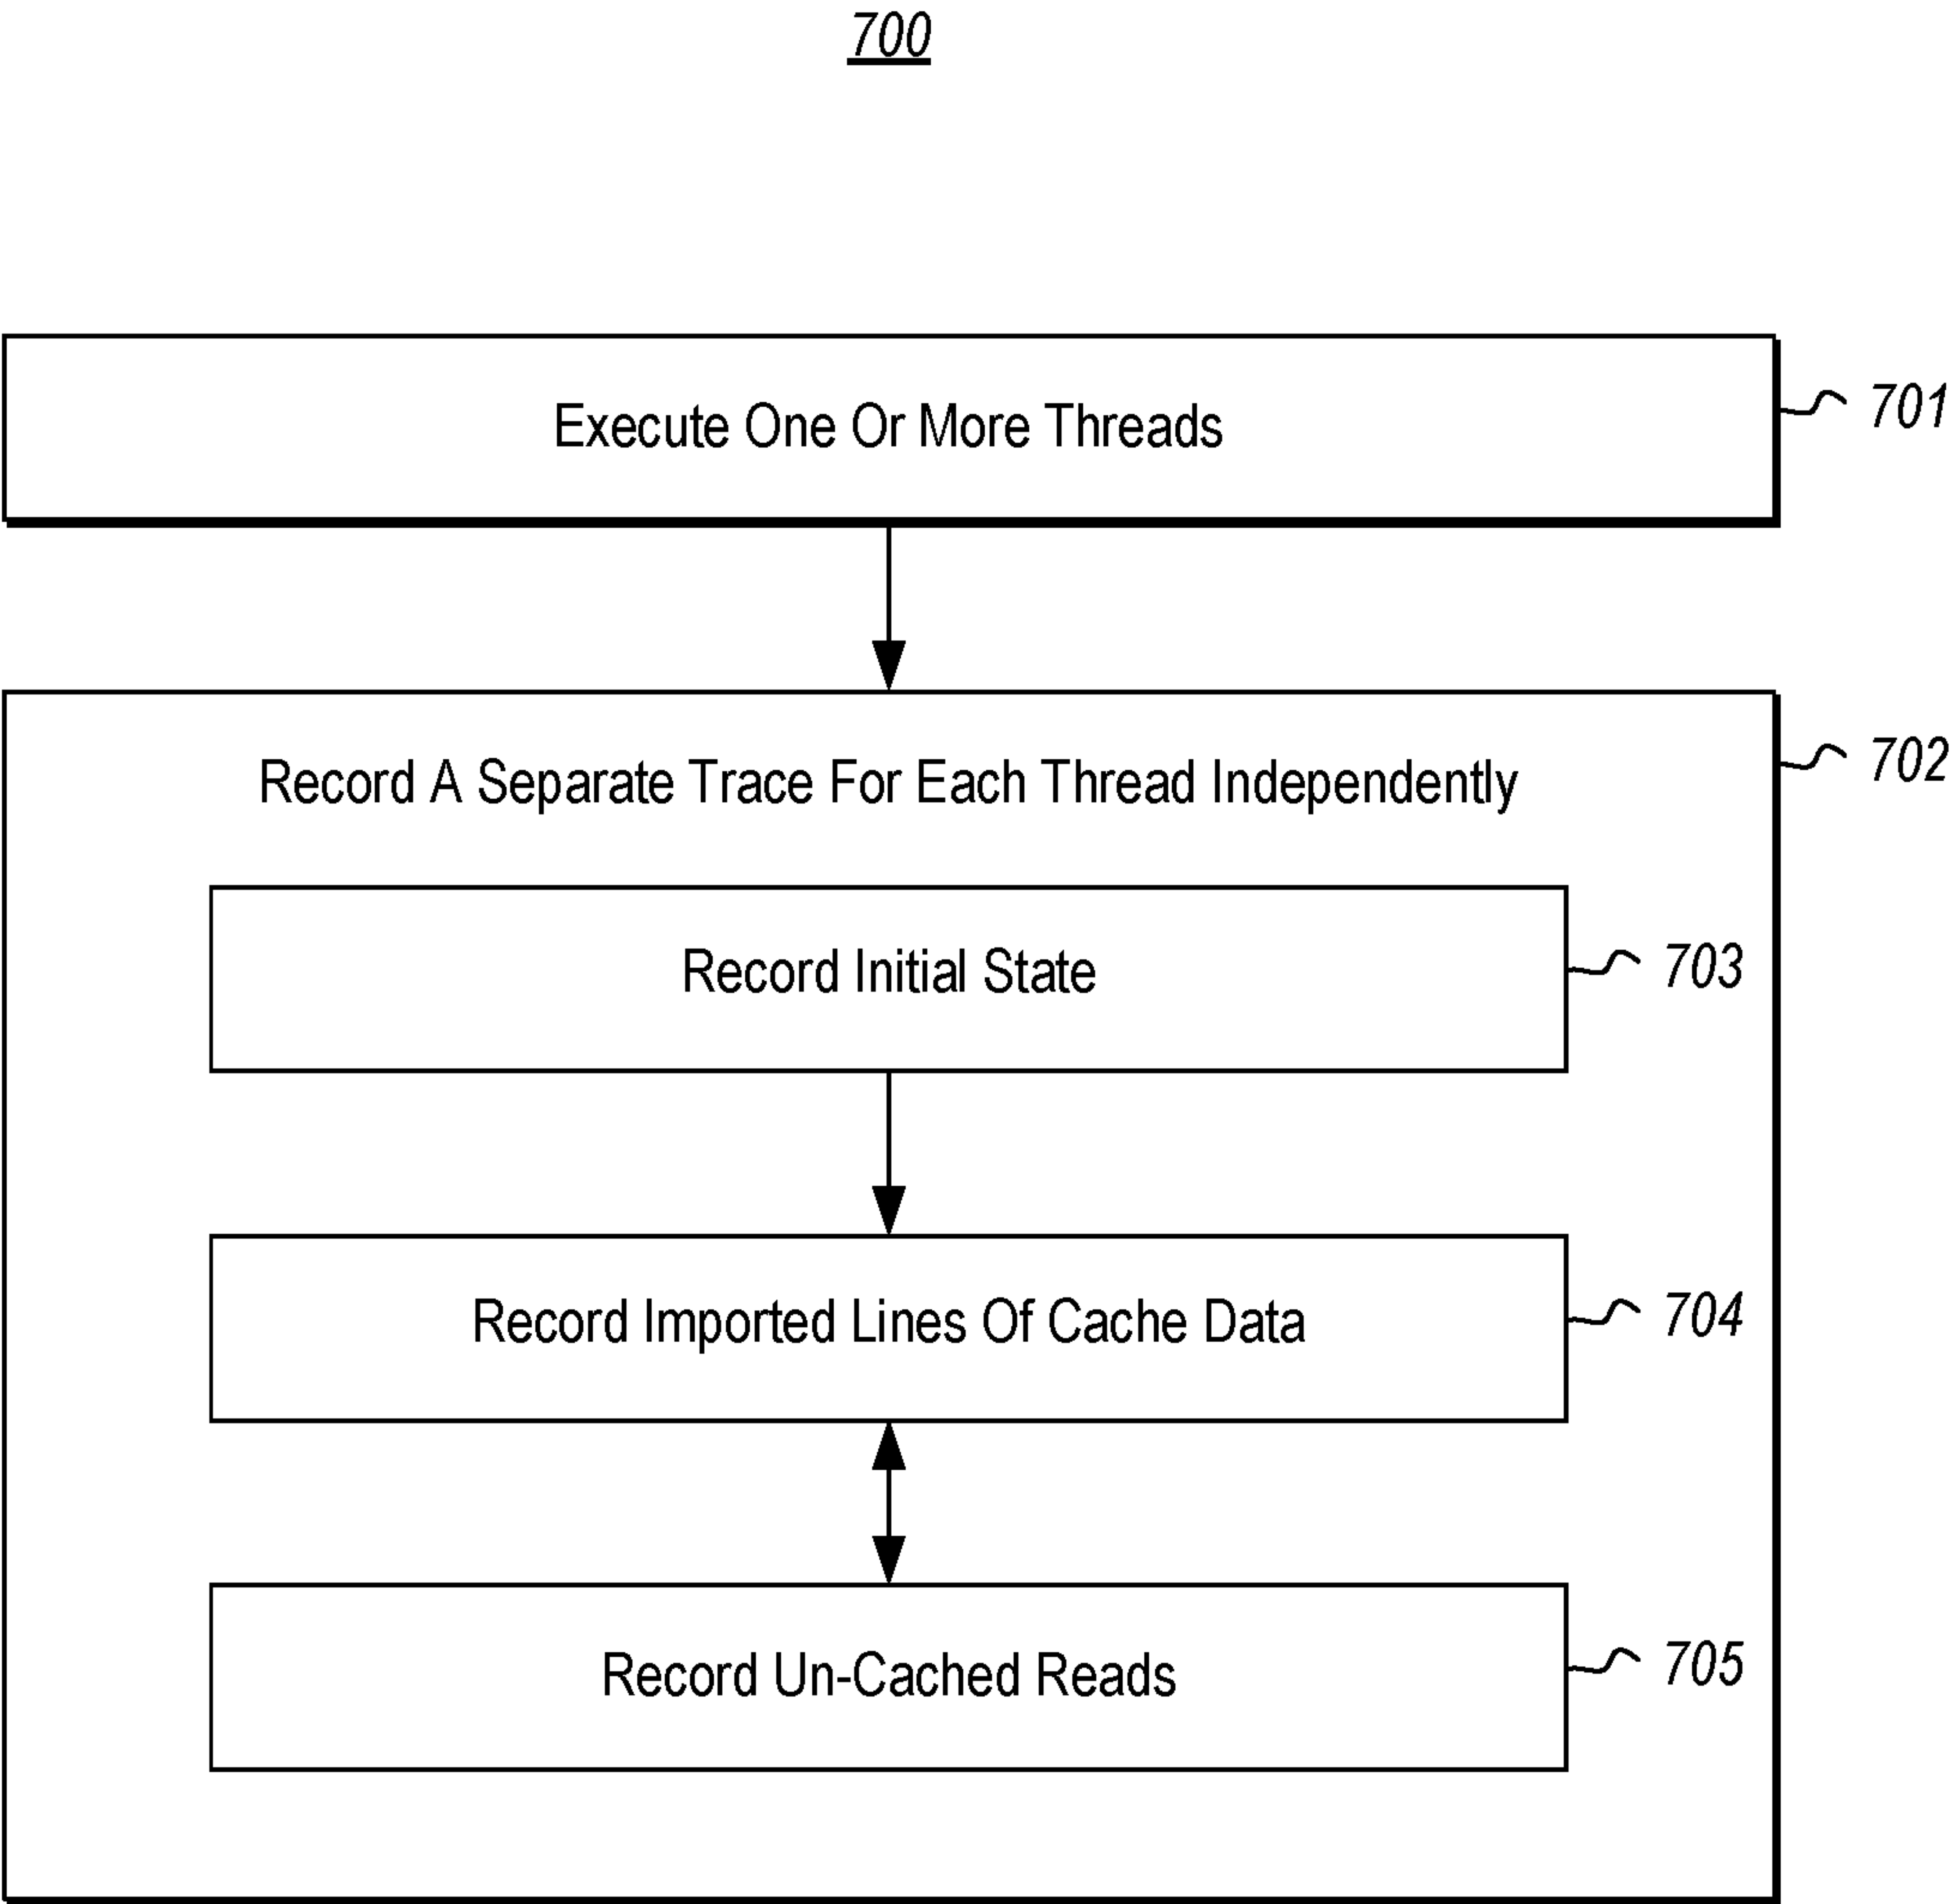 700
Execute One Or More Threads
701
Record A Separate Trace For Each Thread Independently
702
Record Initial State
703
Record Imported Lines Of Cache Data
704
Record Un-Cached Reads
705